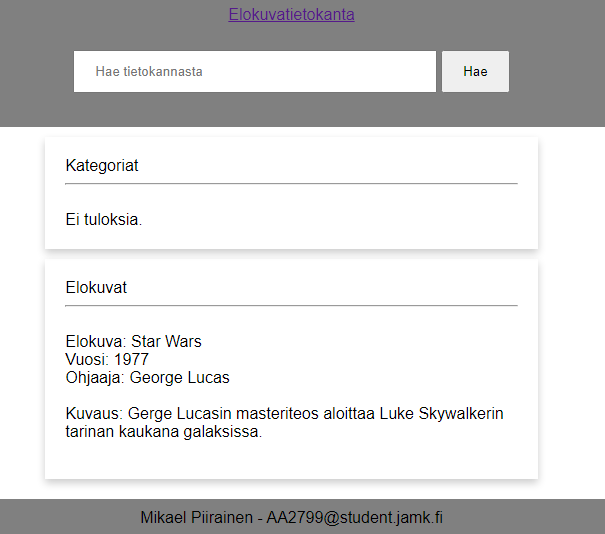 Elokuvatietokanta
Hae tietokannasta
Hae
Kategoriat
Ei tuloksia.
Elokuvat
Elokuva: Star Wars
Vuosi: 1977
Ohjaaja: George Lucas
Kuvaus: Gerge Lucasin masteriteos aloittaa Luke Skywalkerin
tarinan kaukana galaksissa.
Mikael Piirainen - AA2799@student.jamk.fi